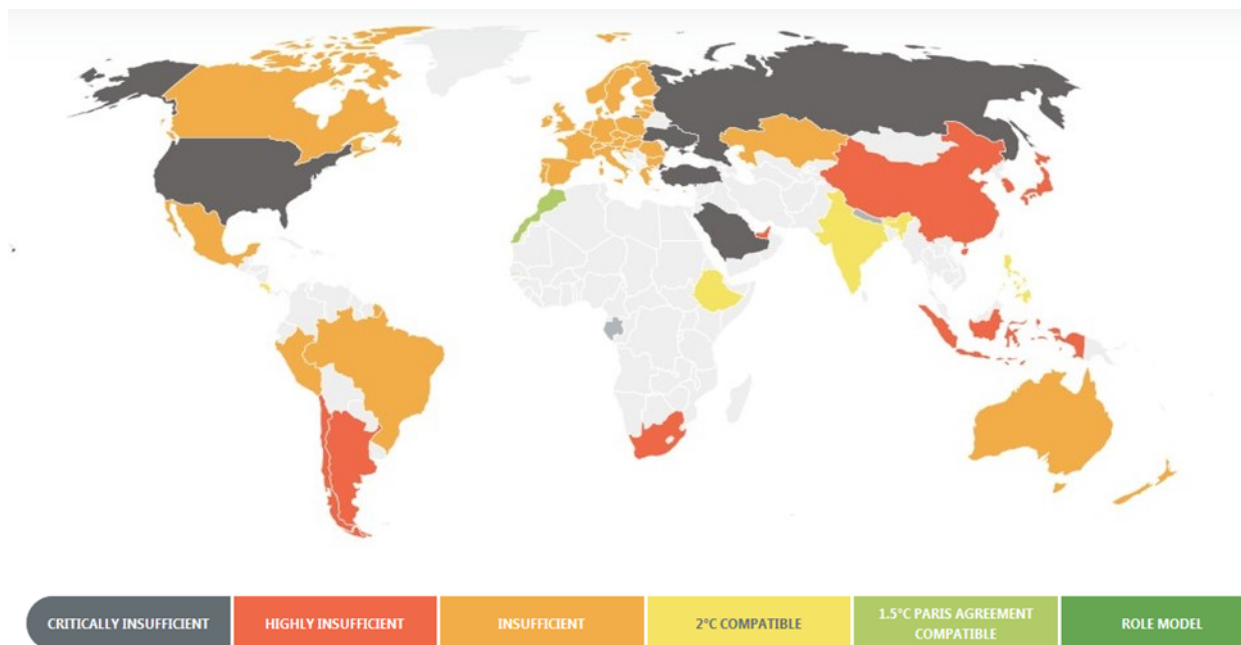 CRITICALLY INSUFFICIENT
HIGHLY INSUFFICIENT
INSUFFICIENT
2°C COMPATIBLE
1.5°C PARIS AGREEMENT
COMPATIBLE
ROLE MODEL